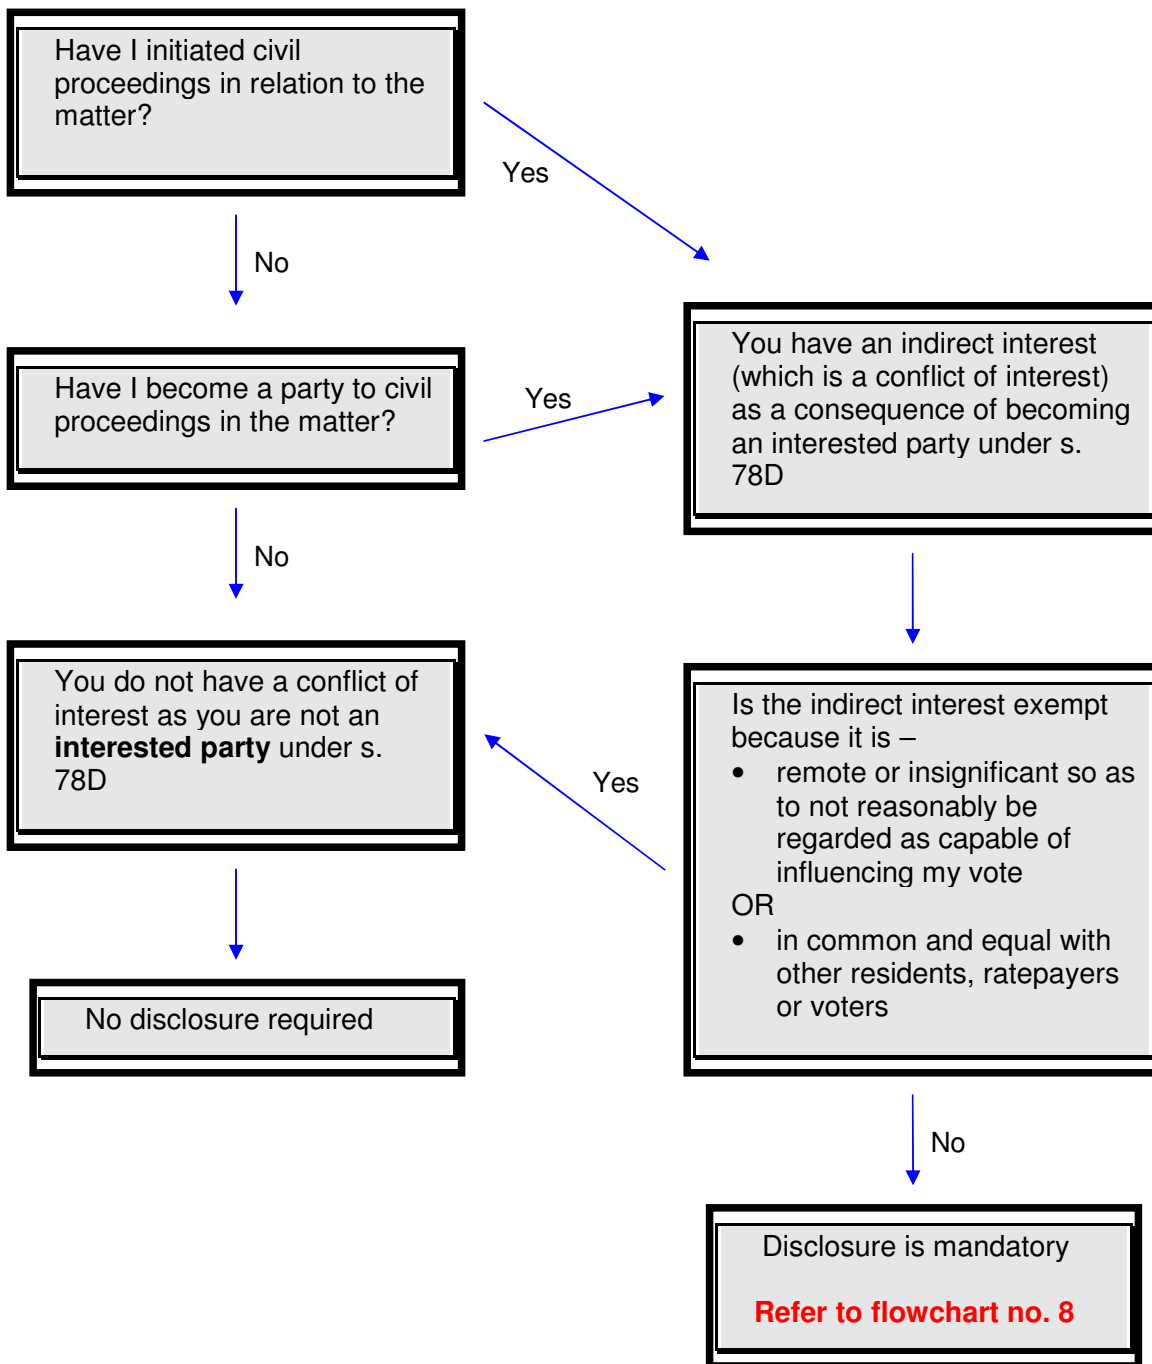 Have I initiated civil
proceedings in relation to the
matter?
Yes
No
Have I become a party to civil
proceedings in the matter?
Yes
You have an indirect interest
(which is a conflict of interest)
as a consequence of becoming
an interested party under s.
78D
No
You do not have a conflict of
interest as you are not an
interested party under s.
78D
Yes
Is the indirect interest exempt
because it is –
• remote or insignificant so as
to not reasonably be
regarded as capable of
influencing my vote
OR
• in common and equal with
other residents, ratepayers
or voters
No disclosure required
No
Disclosure is mandatory
Refer to flowchart no. 8